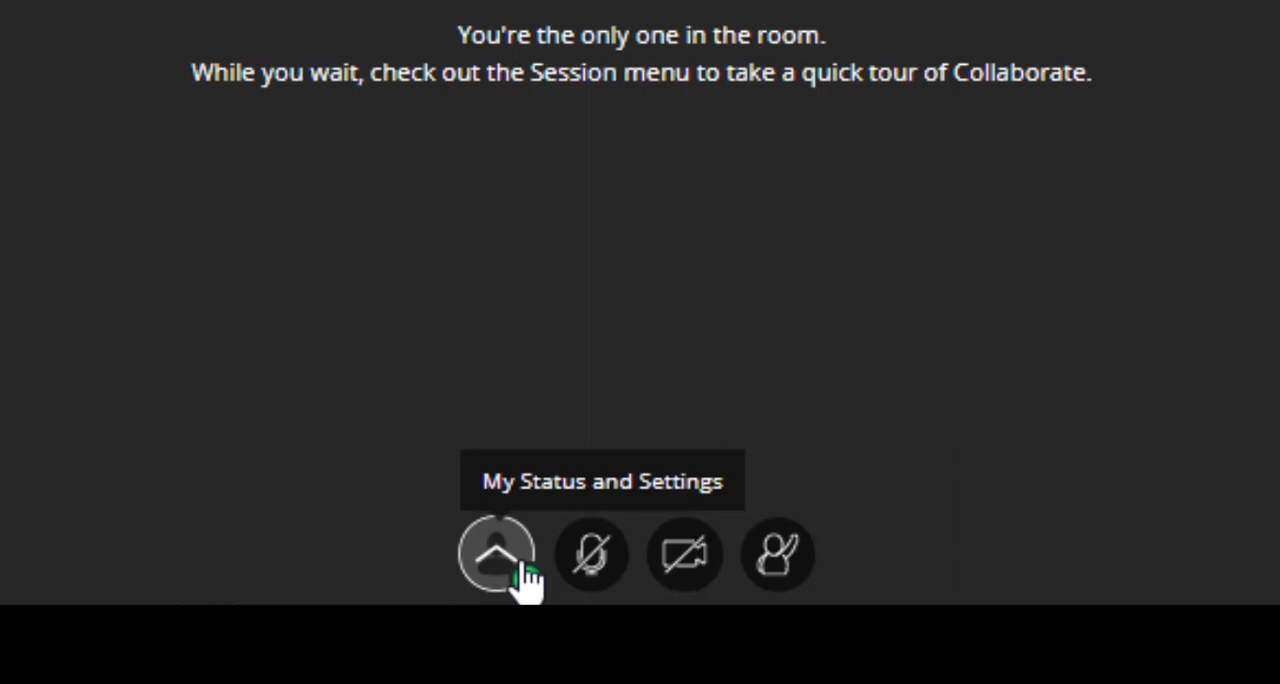 You're the only one in the room.
While you wait, check out the Session menu to take a quick tour of Collaborate.
My Status and Settings